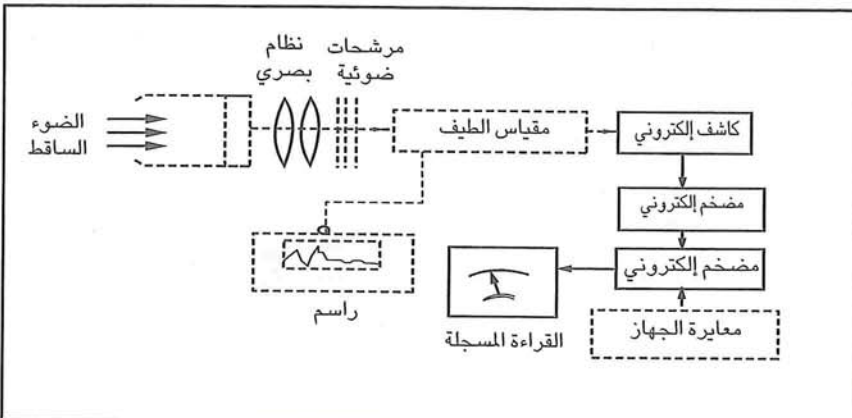 مرشحات
ضوئية
نظام
بصري
الضوء
الساقط
مقياس الطيف
كاشف إلكتروني
مضخم إلكتروني
مضخم إلكتروني
معايرة الجهاز
القراءة المسجلة
راسم